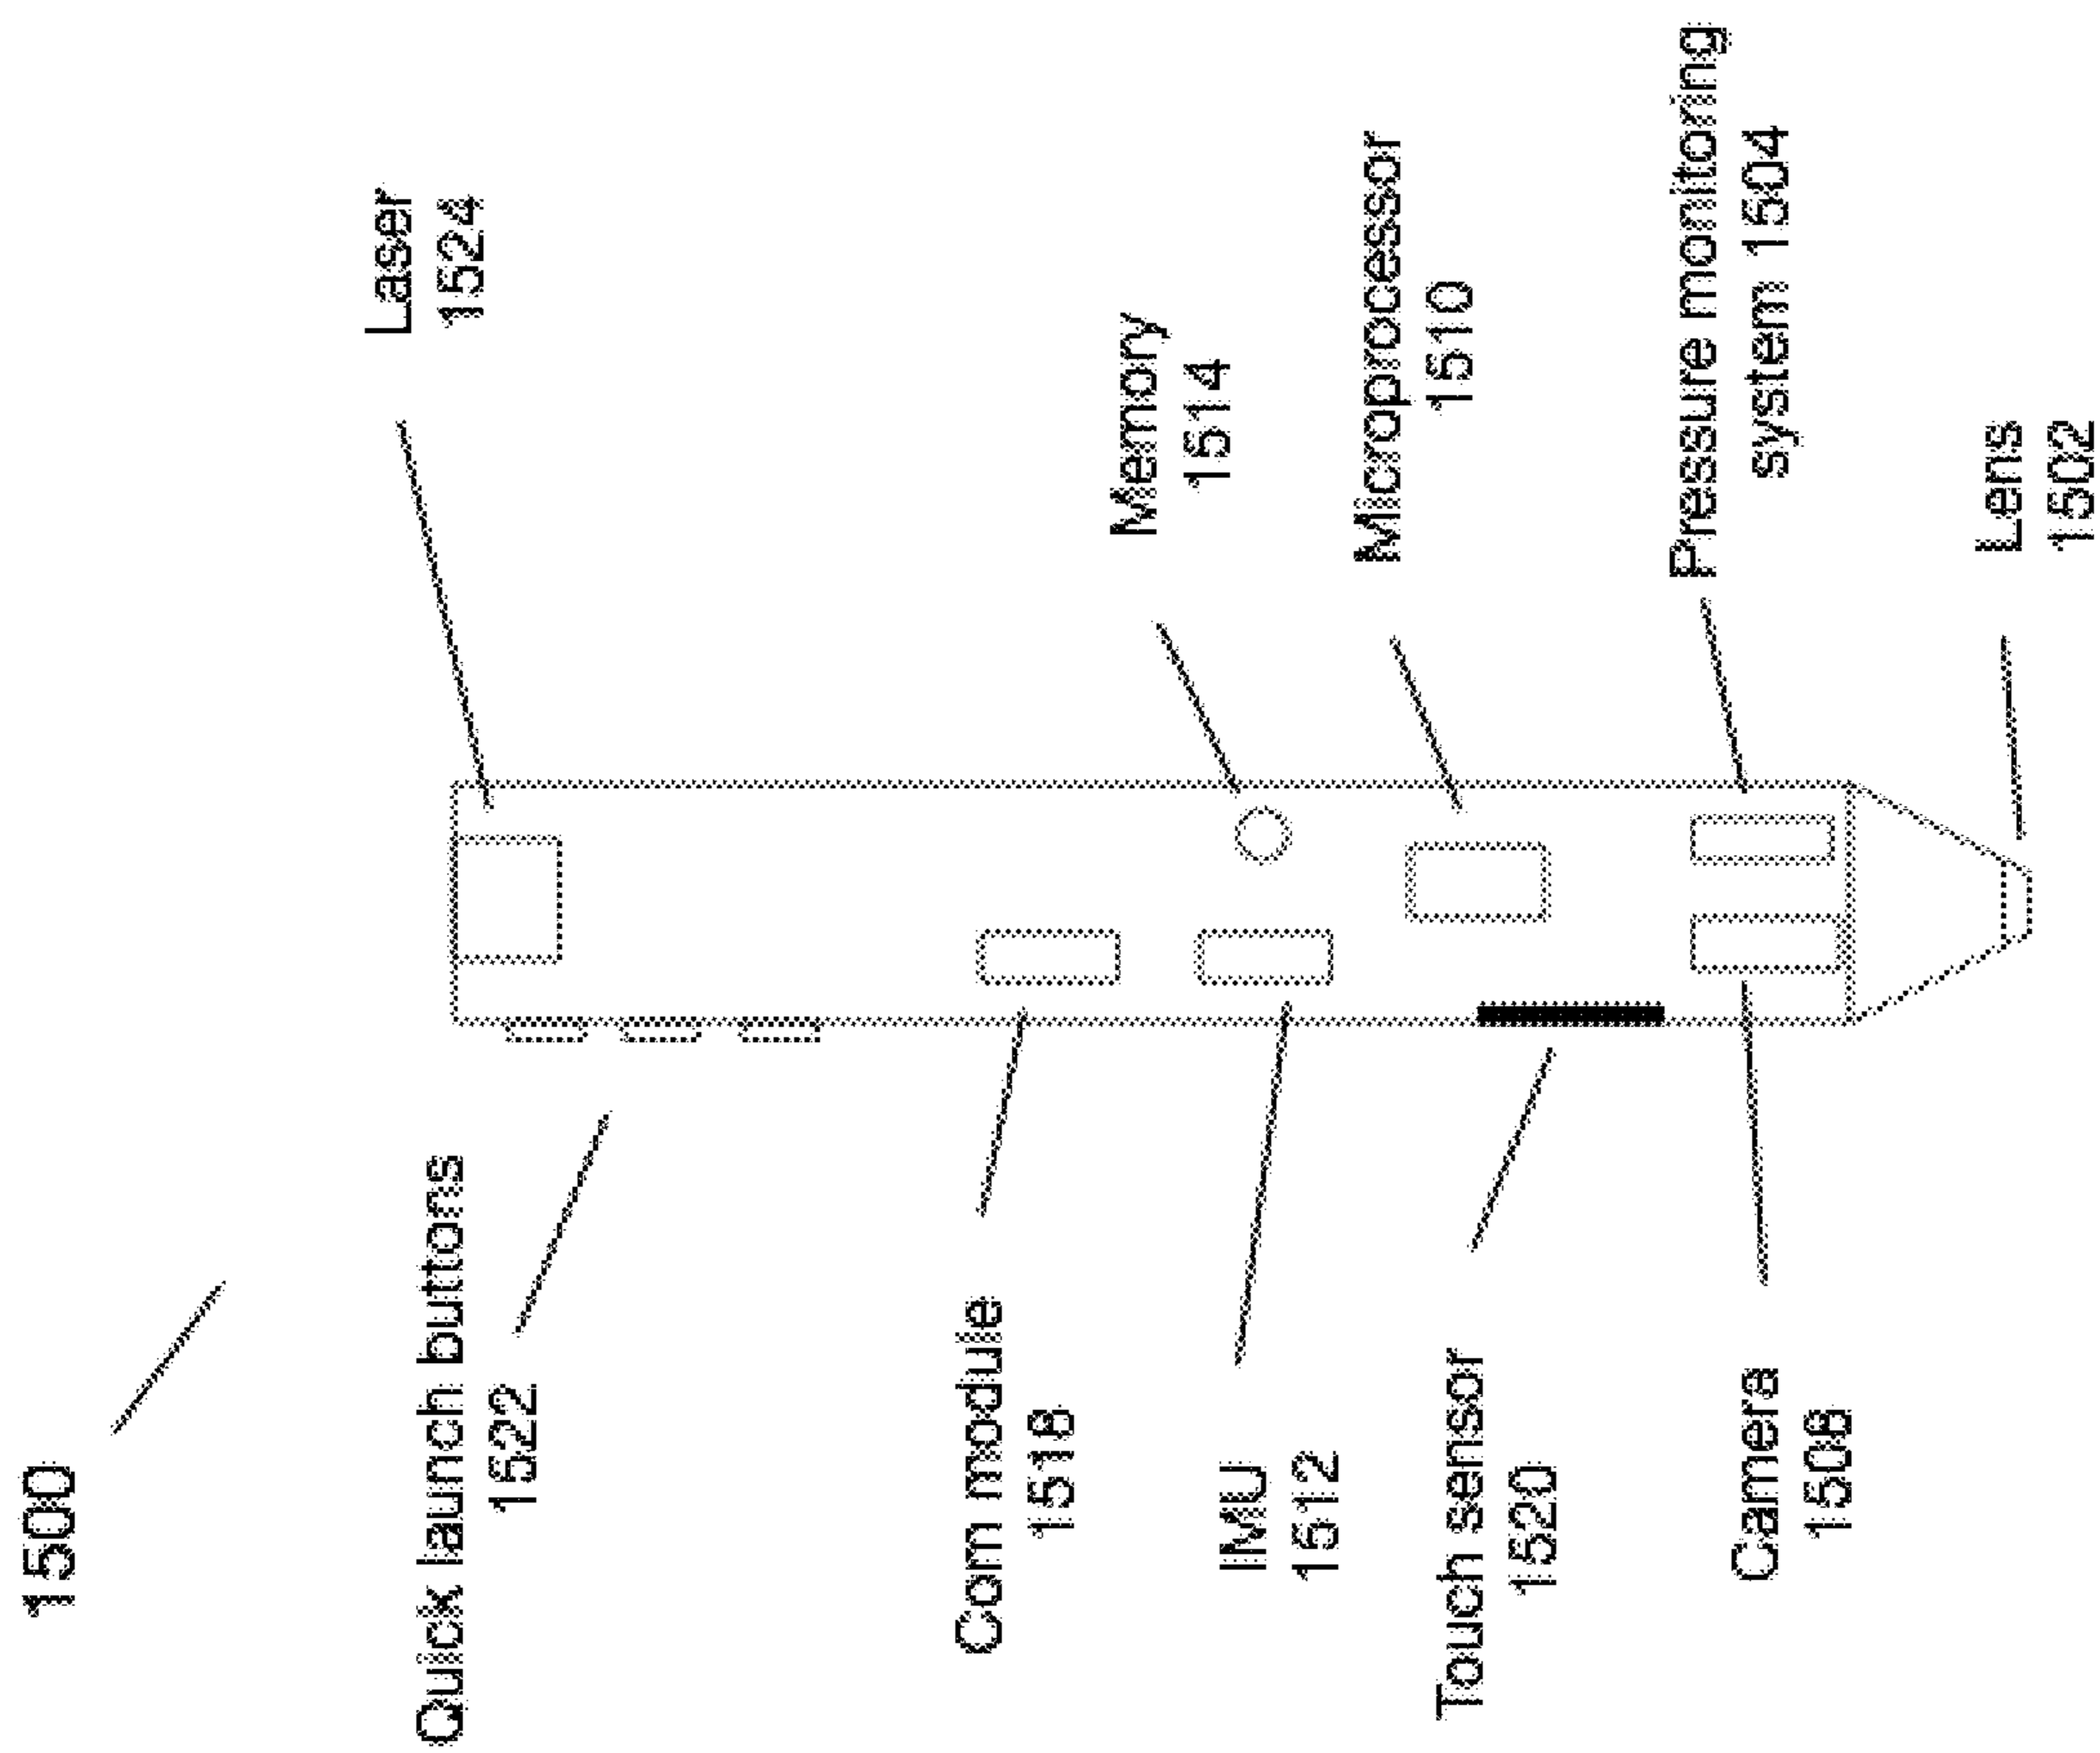 1500
Quick launch buttons
1522
Laser
1524
Com module
1518
Memory
1514
IMU
1512
Microprocessor
1510
Touch sensor
1520
Pressure monitoring
system 1504
Camera
1508
Lens
1502